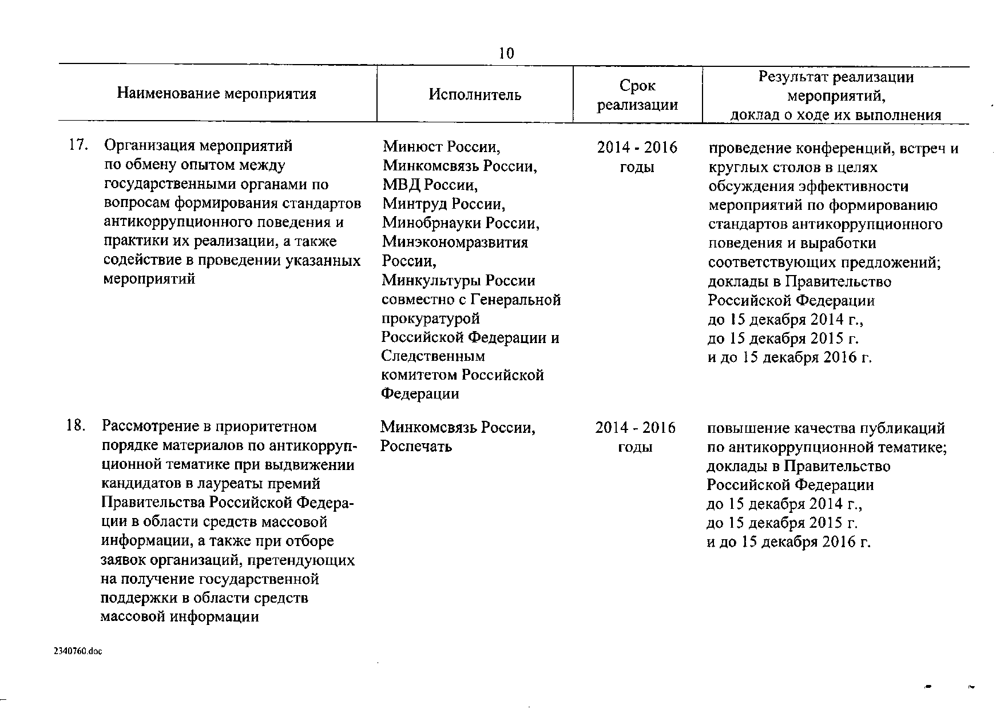 10
Наименование мероприятия
Исполнитель
Срок
реализации
Результат реализации
мероприятий,
доклад о ходе их выполнения
17. Организация мероприятий
по обмену опытом между
государственными органами по
вопросам формирования стандартов
антикоррупционного поведения и
практики их реализации, а также
содействие в проведении указанных
мероприятий
Минюст России,
Минкомсвязь России,
МВД России,
Минтруд России,
Минобрнауки России,
Минэкономразвития
России,
Минкультуры России
совместно с Генеральной
прокуратурой
Российской Федерации и
Следственным
комитетом Российской
Федерации
2014 - 2016
годы
проведение конференций, встреч и
круглых столов в целях
обсуждения эффективности
мероприятий по формированию
стандартов антикоррупционного
поведения и выработки
соответствующих предложений;
доклады в Правительство
Российской Федерации
до 15 декабря 2014 г.,
до 15 декабря 2015 г.
и до 15 декабря 2016 г.
18. Рассмотрение в приоритетном
порядке материалов по антикорруп-
ционной тематике при выдвижении
кандидатов в лауреаты премий
Правительства Российской Федера-
ции в области средств массовой
информации, а также при отборе
заявок организаций, претендующих
на получение государственной
поддержки в области средств
массовой информации
Минкомсвязь России,
Роспечать
2014 - 2016
годы
повышение качества публикаций
по антикоррупционной тематике;
доклады в Правительство
Российской Федерации
до 15 декабря 2014 г.,
до 15 декабря 2015 г.
и до 15 декабря 2016 г.
2340760.doc